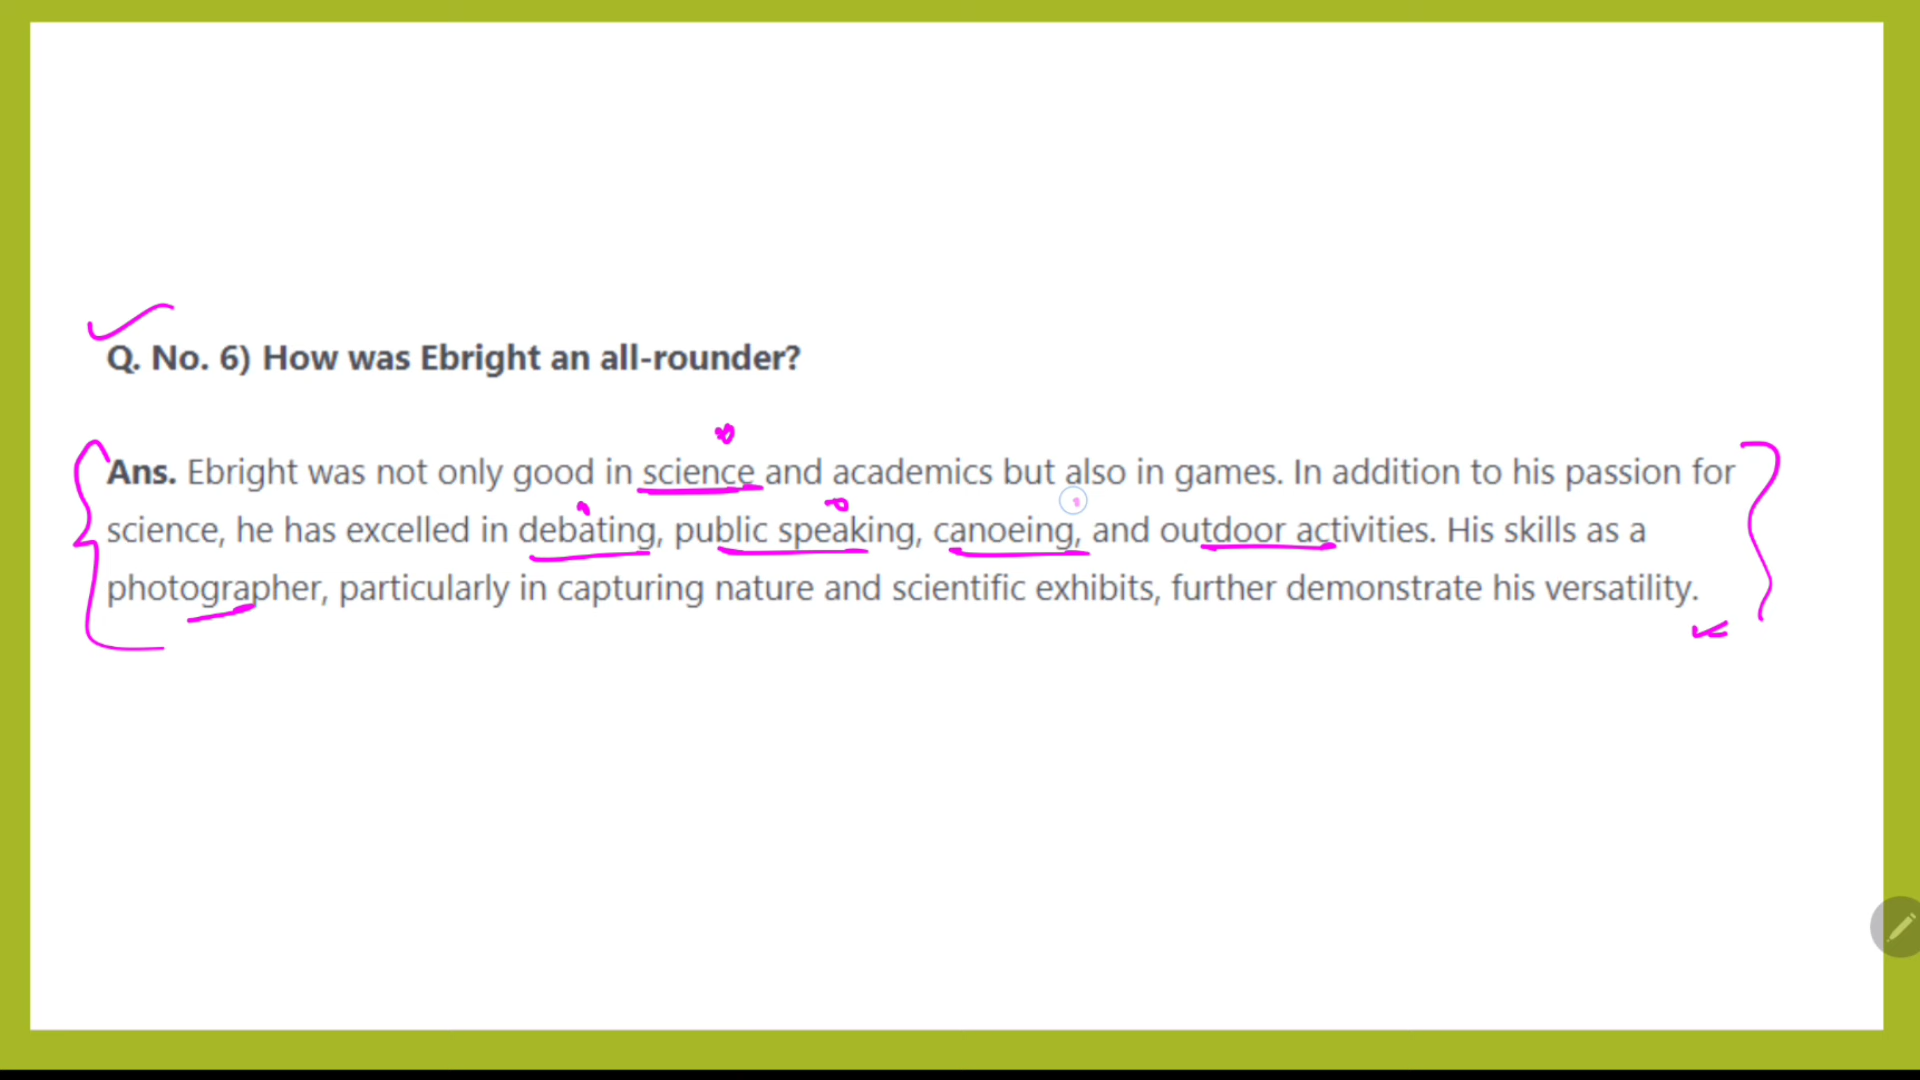 Q. No. 6) How was Ebright an all-rounder?
Ans. Ebright was not only good in science and academics but also in games. In addition to his passion for
science, he has excelled in debating, public speaking, canoeing, and outdoor activities. His skills as a
photographer, particularly in capturing nature and scientific exhibits, further demonstrate his versatility.